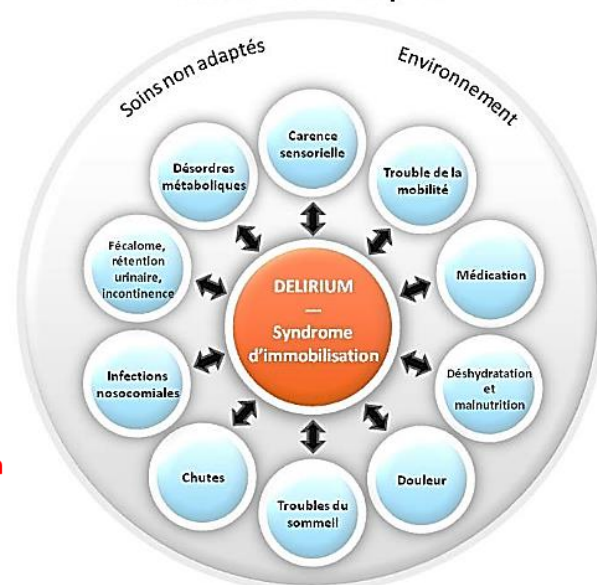 Soins non adaptés
Environnement
Carence
sensorielle
Trouble de la
mobilité
Médication
Déshydratation
et
malnutrition
Douleur
Troubles du
sommeil
Chutes
Infections
nosocomiales
Fécalome,
rétention
urinaire,
incontinence
Désordres
métaboliques
DELIRIUM
—
Syndrome
d'immobilisation